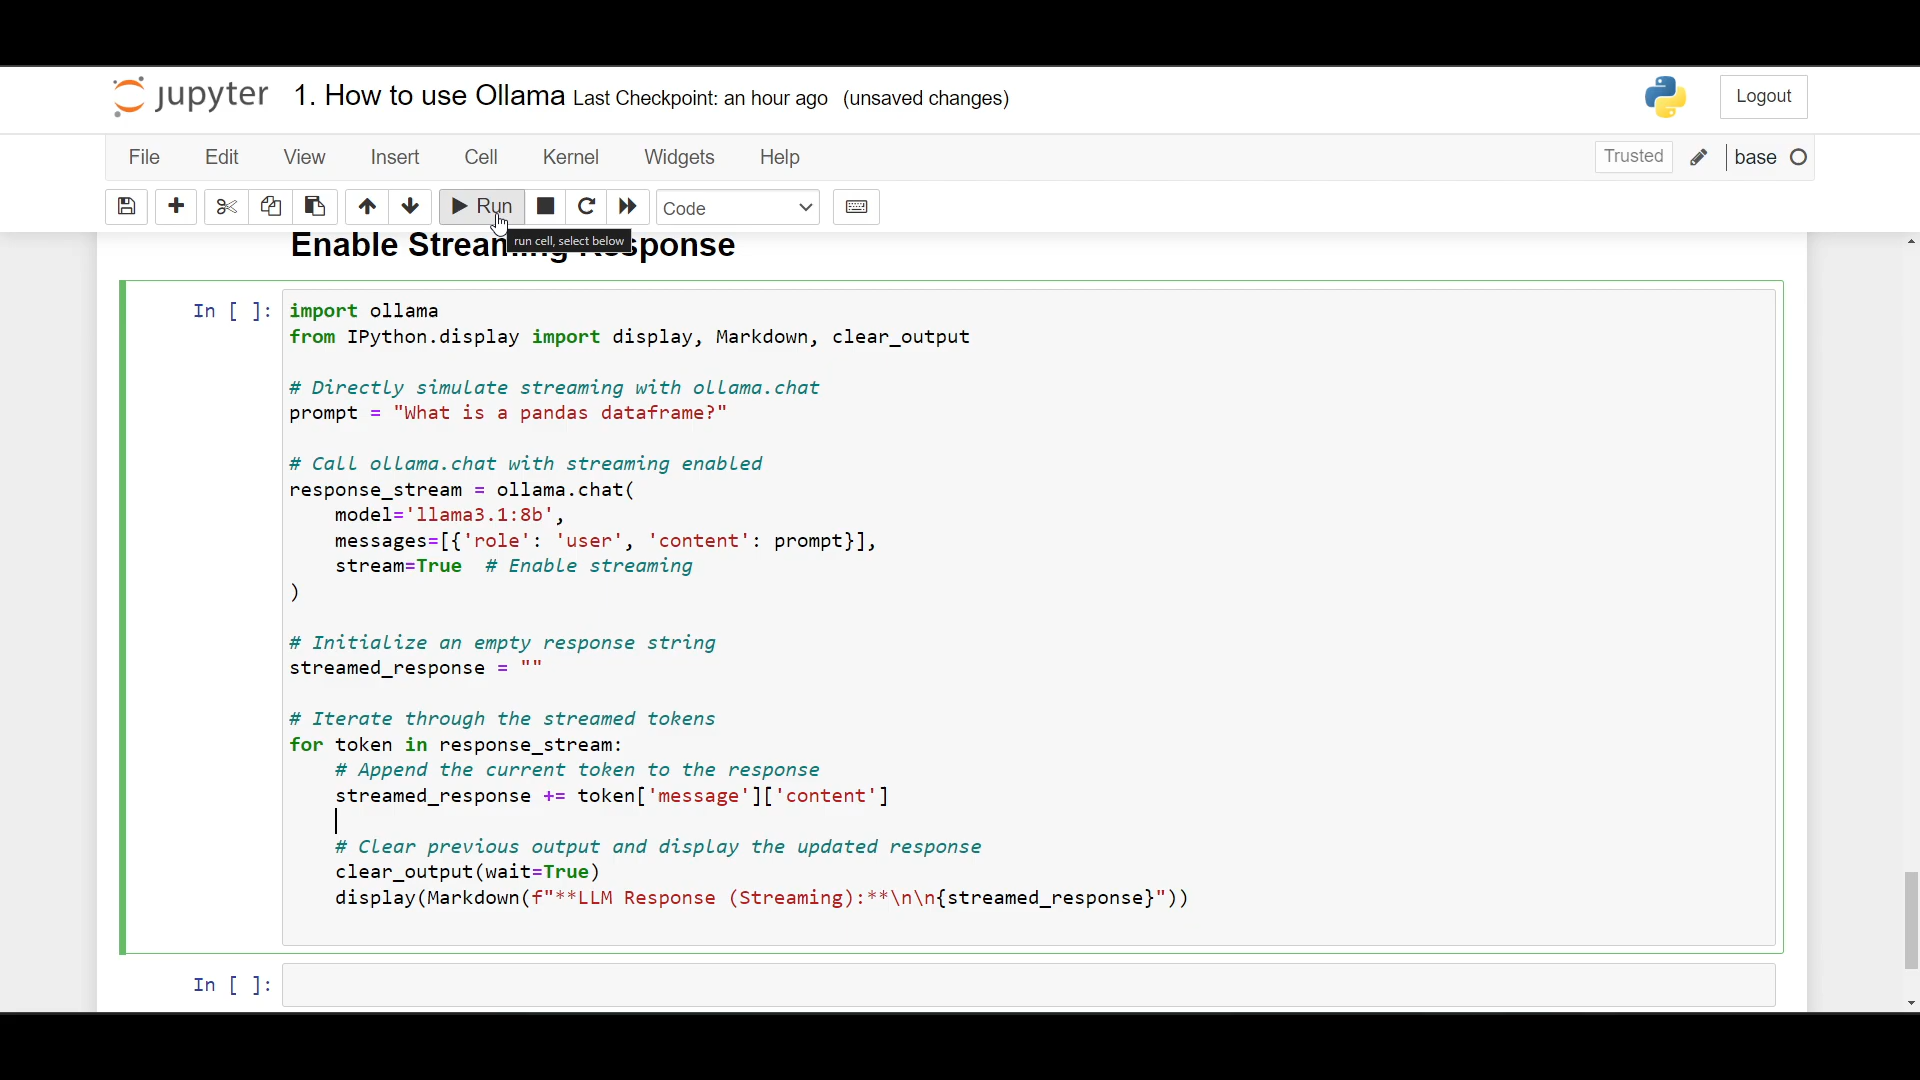 jupyter 1. How to use Ollama Last Checkpoint: an hour ago (unsaved changes)
Logout
File Edit View Insert Cell Kernel Widgets Help
Trusted base
Run Code
run cell, select below
Enable Stream sponse
In [ ]:
import ollama
from IPython.display import display, Markdown, clear_output
# Directly simulate streaming with ollama.chat
prompt = "What is a pandas dataframe?"
# Call ollama.chat with streaming enabled
response_stream = ollama.chat(
    model='llama3.1:8b',
    messages=[{'role': 'user', 'content': prompt}],
    stream=True  # Enable streaming
)
# Initialize an empty response string
streamed_response = ""
# Iterate through the streamed tokens
for token in response_stream:
    # Append the current token to the response
    streamed_response += token['message']['content']
    # Clear previous output and display the updated response
    clear_output(wait=True)
    display(Markdown(f"**LLM Response (Streaming):**\n\n{streamed_response}"))
In [ ]: